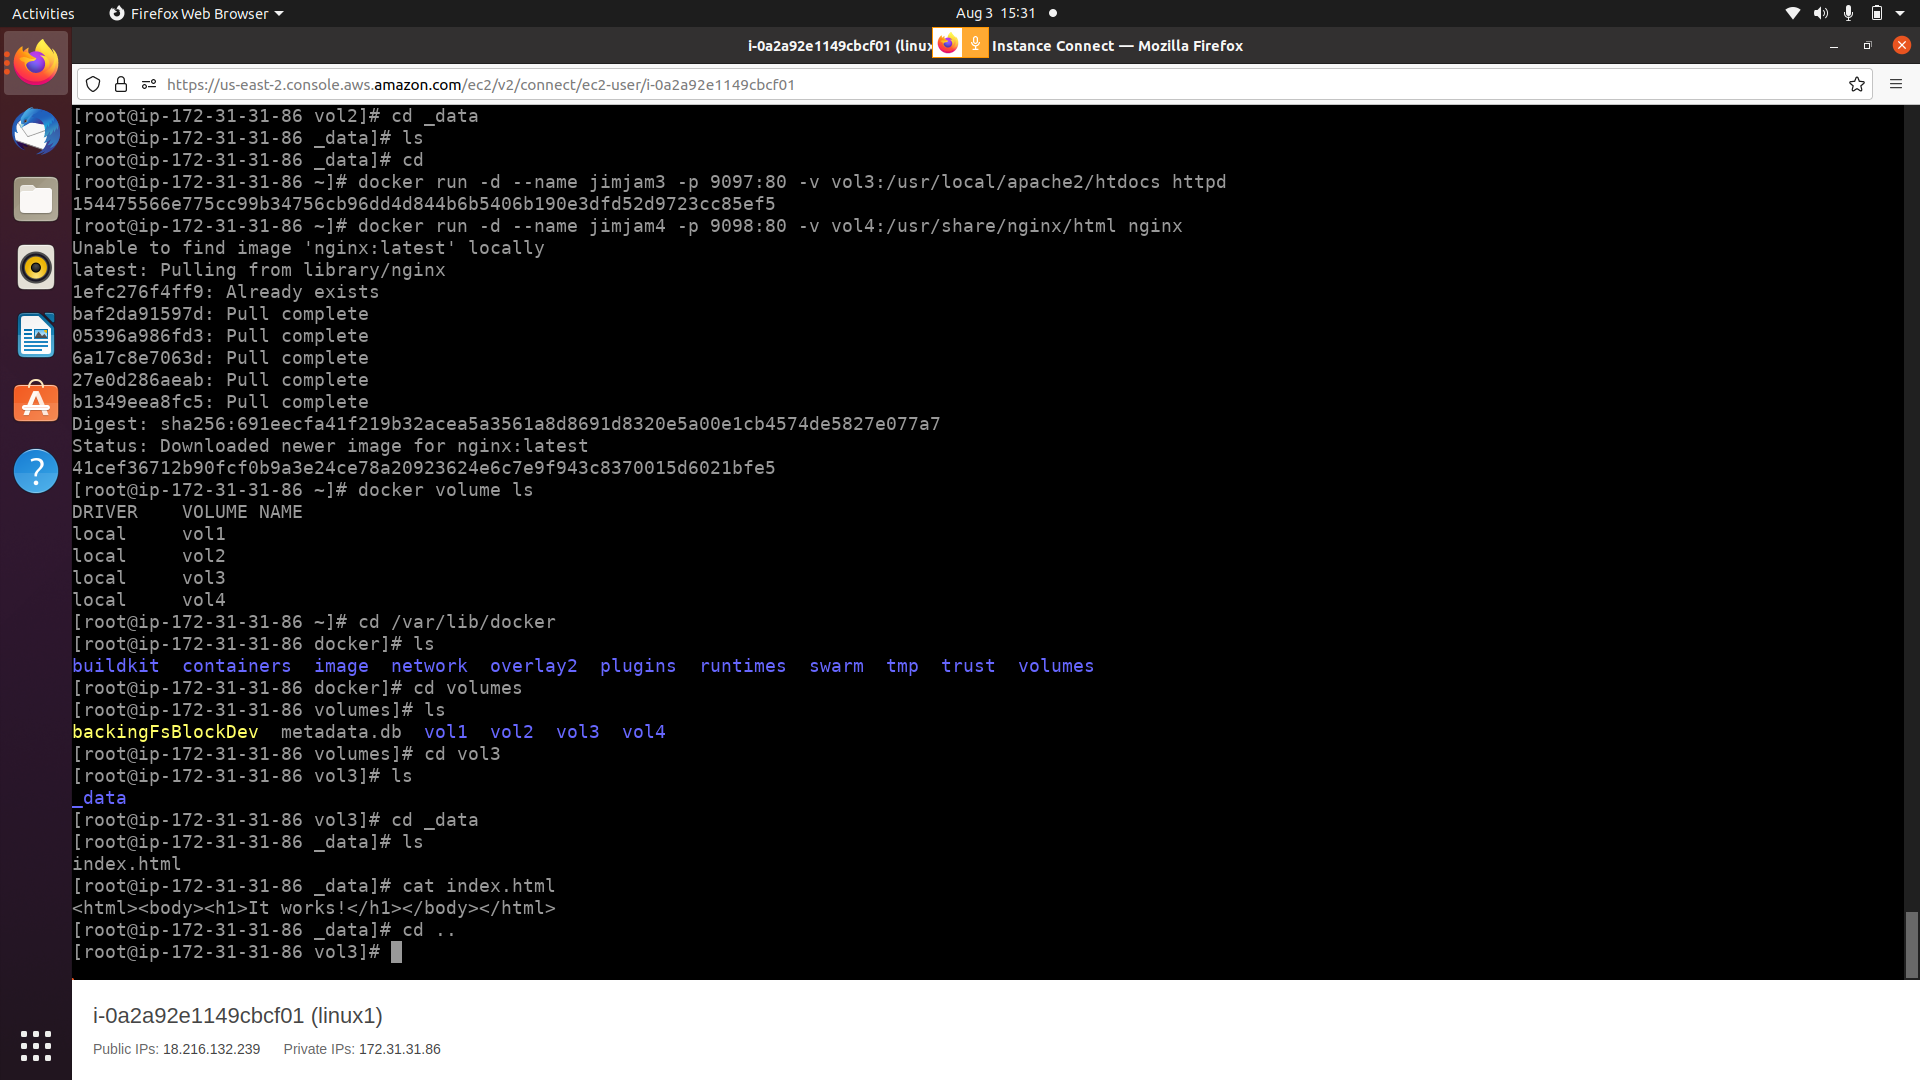 Activities
Firefox Web Browser
Aug 3 15:31
i-0a2a92e1149cbcf01 (linux
Instance Connect — Mozilla Firefox
https://us-east-2.console.aws.amazon.com/ec2/v2/connect/ec2-user/i-0a2a92e1149cbcf01
[root@ip-172-31-31-86 vol2]# cd _data
[root@ip-172-31-31-86 _data]# ls
[root@ip-172-31-31-86 _data]# cd
[root@ip-172-31-31-86 ~]# docker run -d --name jimjam3 -p 9097:80 -v vol3:/usr/local/apache2/htdocs httpd
154475566e775cc99b34756cb96dd4d844b6b5406b190e3dfd52d9723cc85ef5
[root@ip-172-31-31-86 ~]# docker run -d --name jimjam4 -p 9098:80 -v vol4:/usr/share/nginx/html nginx
Unable to find image 'nginx:latest' locally
latest: Pulling from library/nginx
1efc276f4ff9: Already exists
baf2da91597d: Pull complete
05396a986fd3: Pull complete
6a17c8e7063d: Pull complete
27e0d286aeab: Pull complete
b1349eea8fc5: Pull complete
Digest: sha256:691eecfa41f219b32acea5a3561a8d8691d8320e5a00e1cb4574de5827e077a7
Status: Downloaded newer image for nginx:latest
41cef36712b90fcf0b9a3e24ce78a20923624e6c7e9f943c8370015d6021bfe5
[root@ip-172-31-31-86 ~]# docker volume ls
DRIVER    VOLUME NAME
local     vol1
local     vol2
local     vol3
local     vol4
[root@ip-172-31-31-86 ~]# cd /var/lib/docker
[root@ip-172-31-31-86 docker]# ls
buildkit  containers  image  network  overlay2  plugins  runtimes  swarm  tmp  trust  volumes
[root@ip-172-31-31-86 docker]# cd volumes
[root@ip-172-31-31-86 volumes]# ls
backingFsBlockDev  metadata.db  vol1  vol2  vol3  vol4
[root@ip-172-31-31-86 volumes]# cd vol3
[root@ip-172-31-31-86 vol3]# ls
_data
[root@ip-172-31-31-86 vol3]# cd _data
[root@ip-172-31-31-86 _data]# ls
index.html
[root@ip-172-31-31-86 _data]# cat index.html
<html><body><h1>It works!</h1></body></html>
[root@ip-172-31-31-86 _data]# cd ..
[root@ip-172-31-31-86 vol3]#
i-0a2a92e1149cbcf01 (linux1)
Public IPs: 18.216.132.239 Private IPs: 172.31.31.86